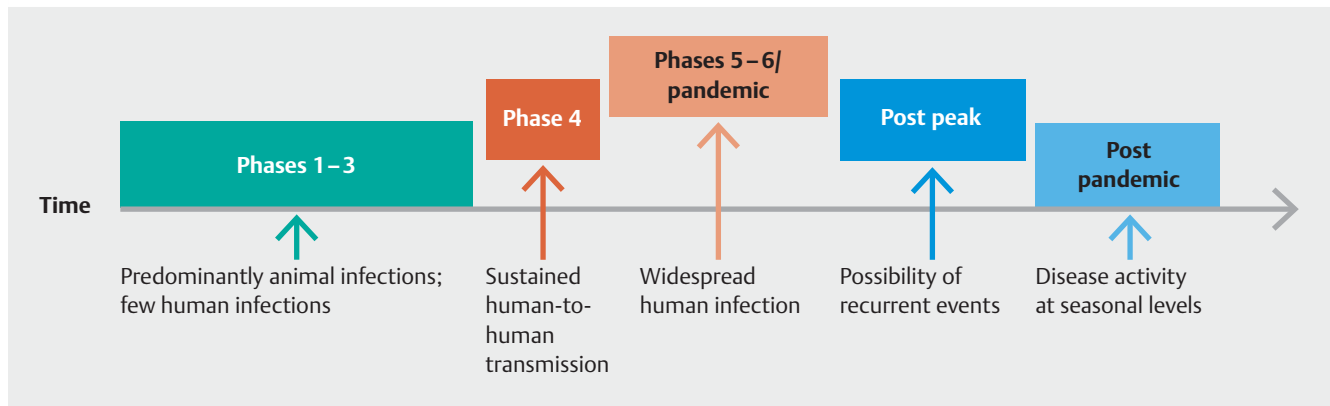 Phases 5–6/
pandemic
Phase 4
Post peak
Phases 1–3
Post
pandemic
Time
Predominantly animal infections;
few human infections
Sustained
human-to-
human
transmission
Widespread
human infection
Possibility of
recurrent events
Disease activity
at seasonal levels